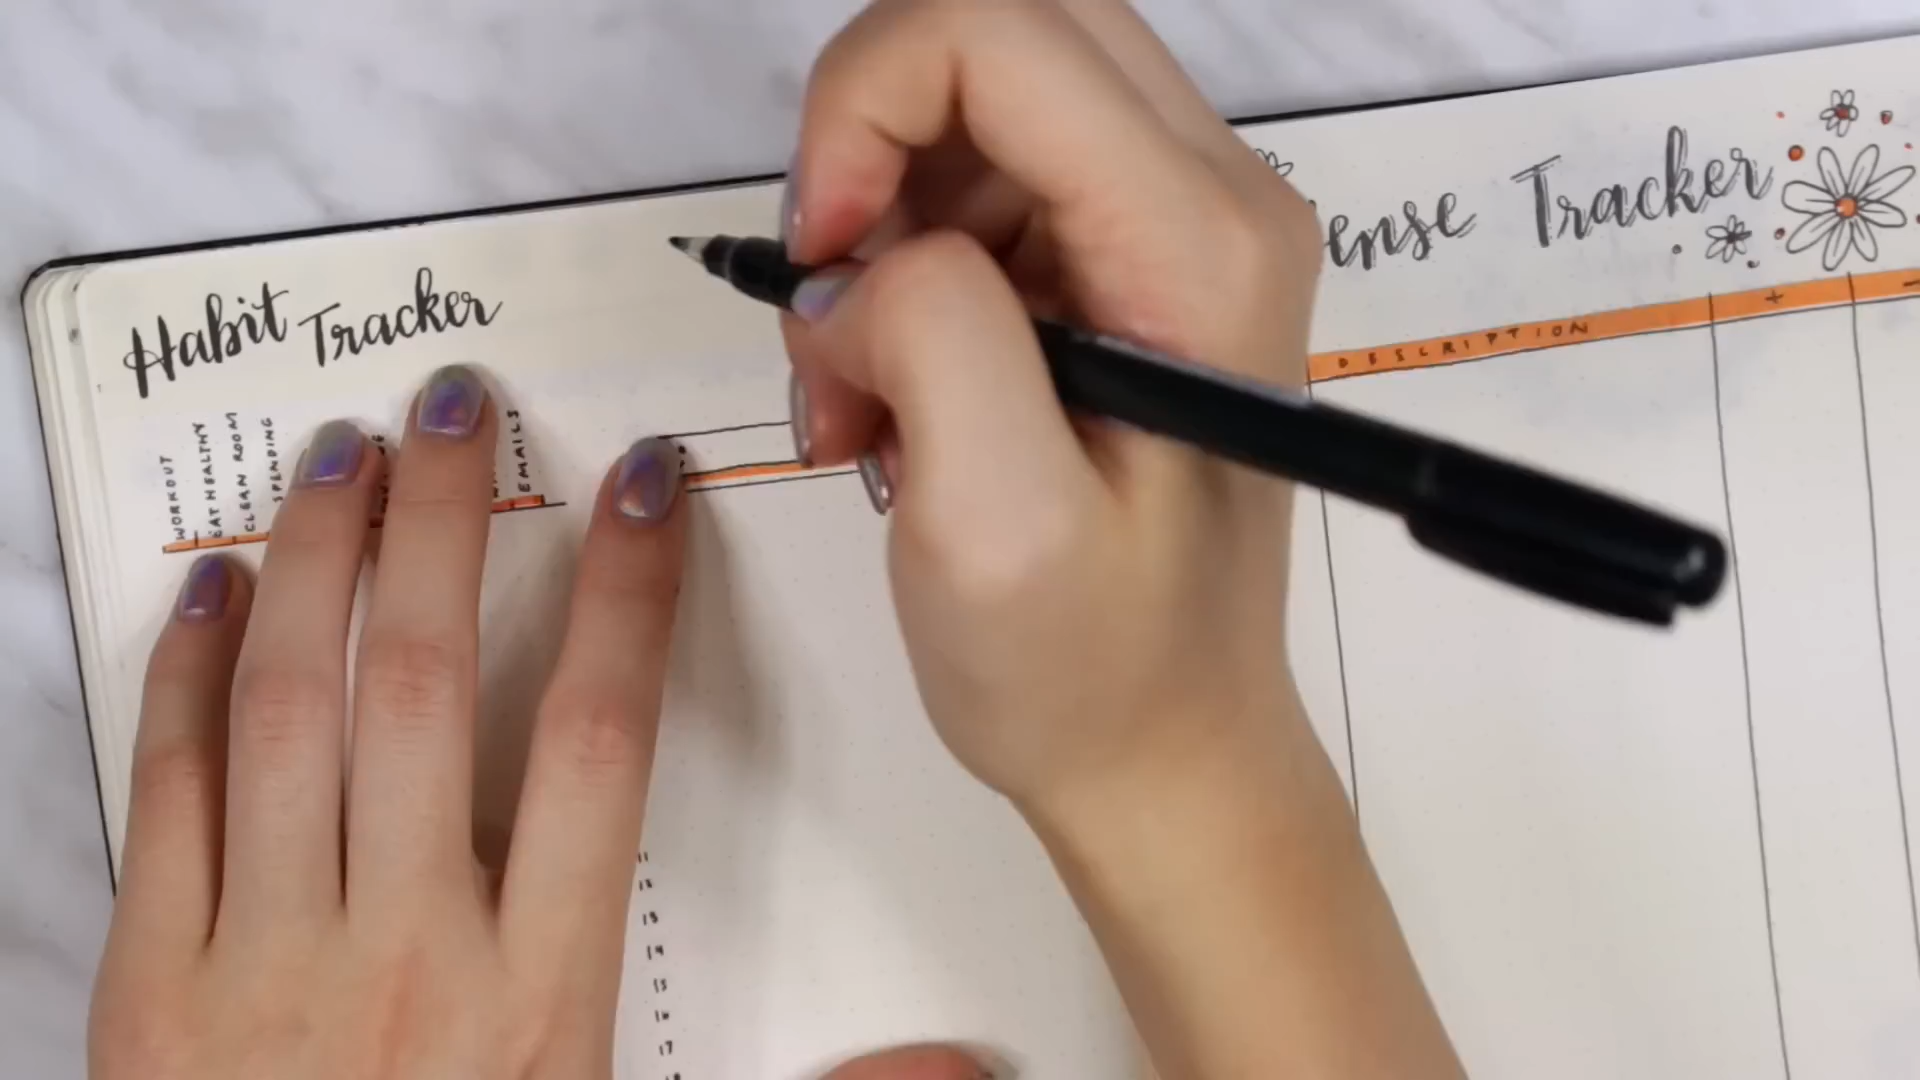 Habit Tracker
WORKOUT
EAT HEALTHY
CLEAN ROOM
SPENDING
EMAILS
11
12
13
14
15
16
17
18
ense Tracker
DESCRIPTION
+
-